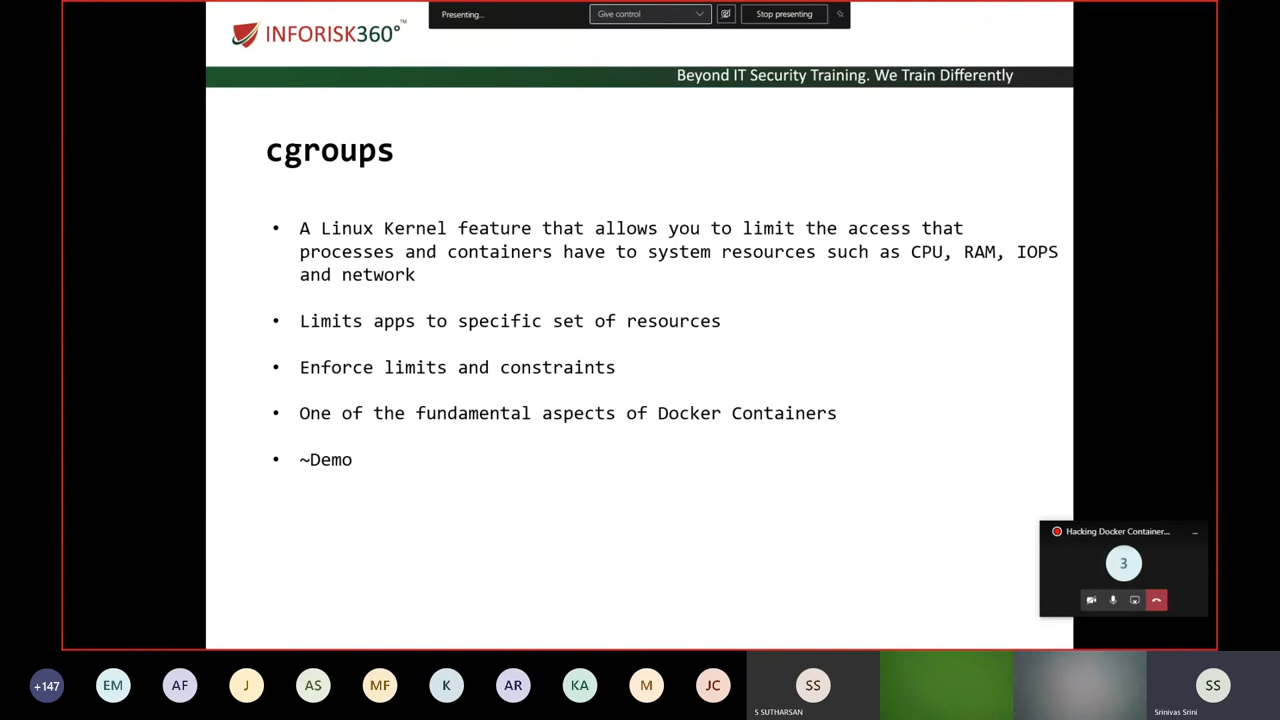 INFORISK360°™
Presenting...
Give control
Stop presenting
Beyond IT Security Training. We Train Differently
cgroups
• A Linux Kernel feature that allows you to limit the access that
processes and containers have to system resources such as CPU, RAM, IOPS
and network
• Limits apps to specific set of resources
• Enforce limits and constraints
• One of the fundamental aspects of Docker Containers
• ~Demo
Hacking Docker Container...
3
+147
EM
AF
J
AS
MF
K
AR
KA
M
JC
SS
SS
S SUTHARSAN
Srinivas Srini